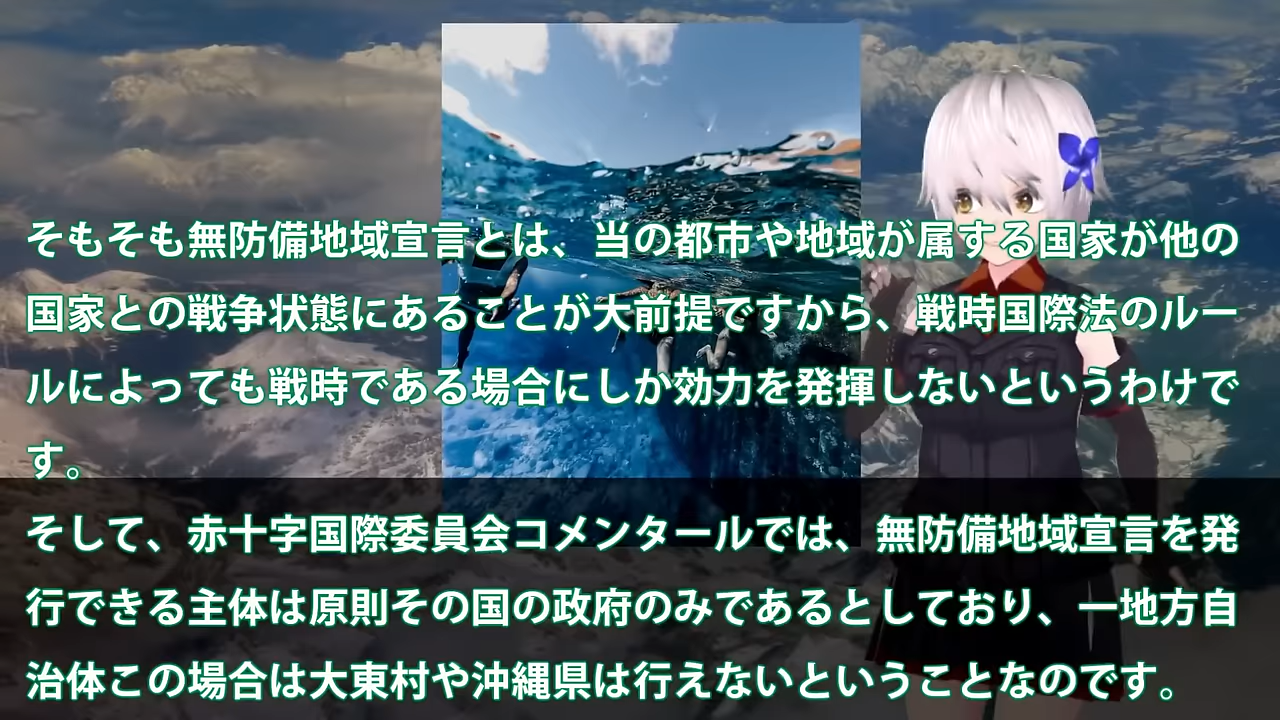 そもそも無防備地域宣言とは、当の都市や地域が属する国家が他の
国家との戦争状態にあることが大前提ですから、戦時国際法のルー
ルによっても戦時である場合にしか効力を発揮しないというわけで
す。
そして、赤十字国際委員会コメンタールでは、無防備地域宣言を発
行できる主体は原則その国の政府のみであるとしており、一地方自
治体この場合は大東村や沖縄県は行えないということなのです。